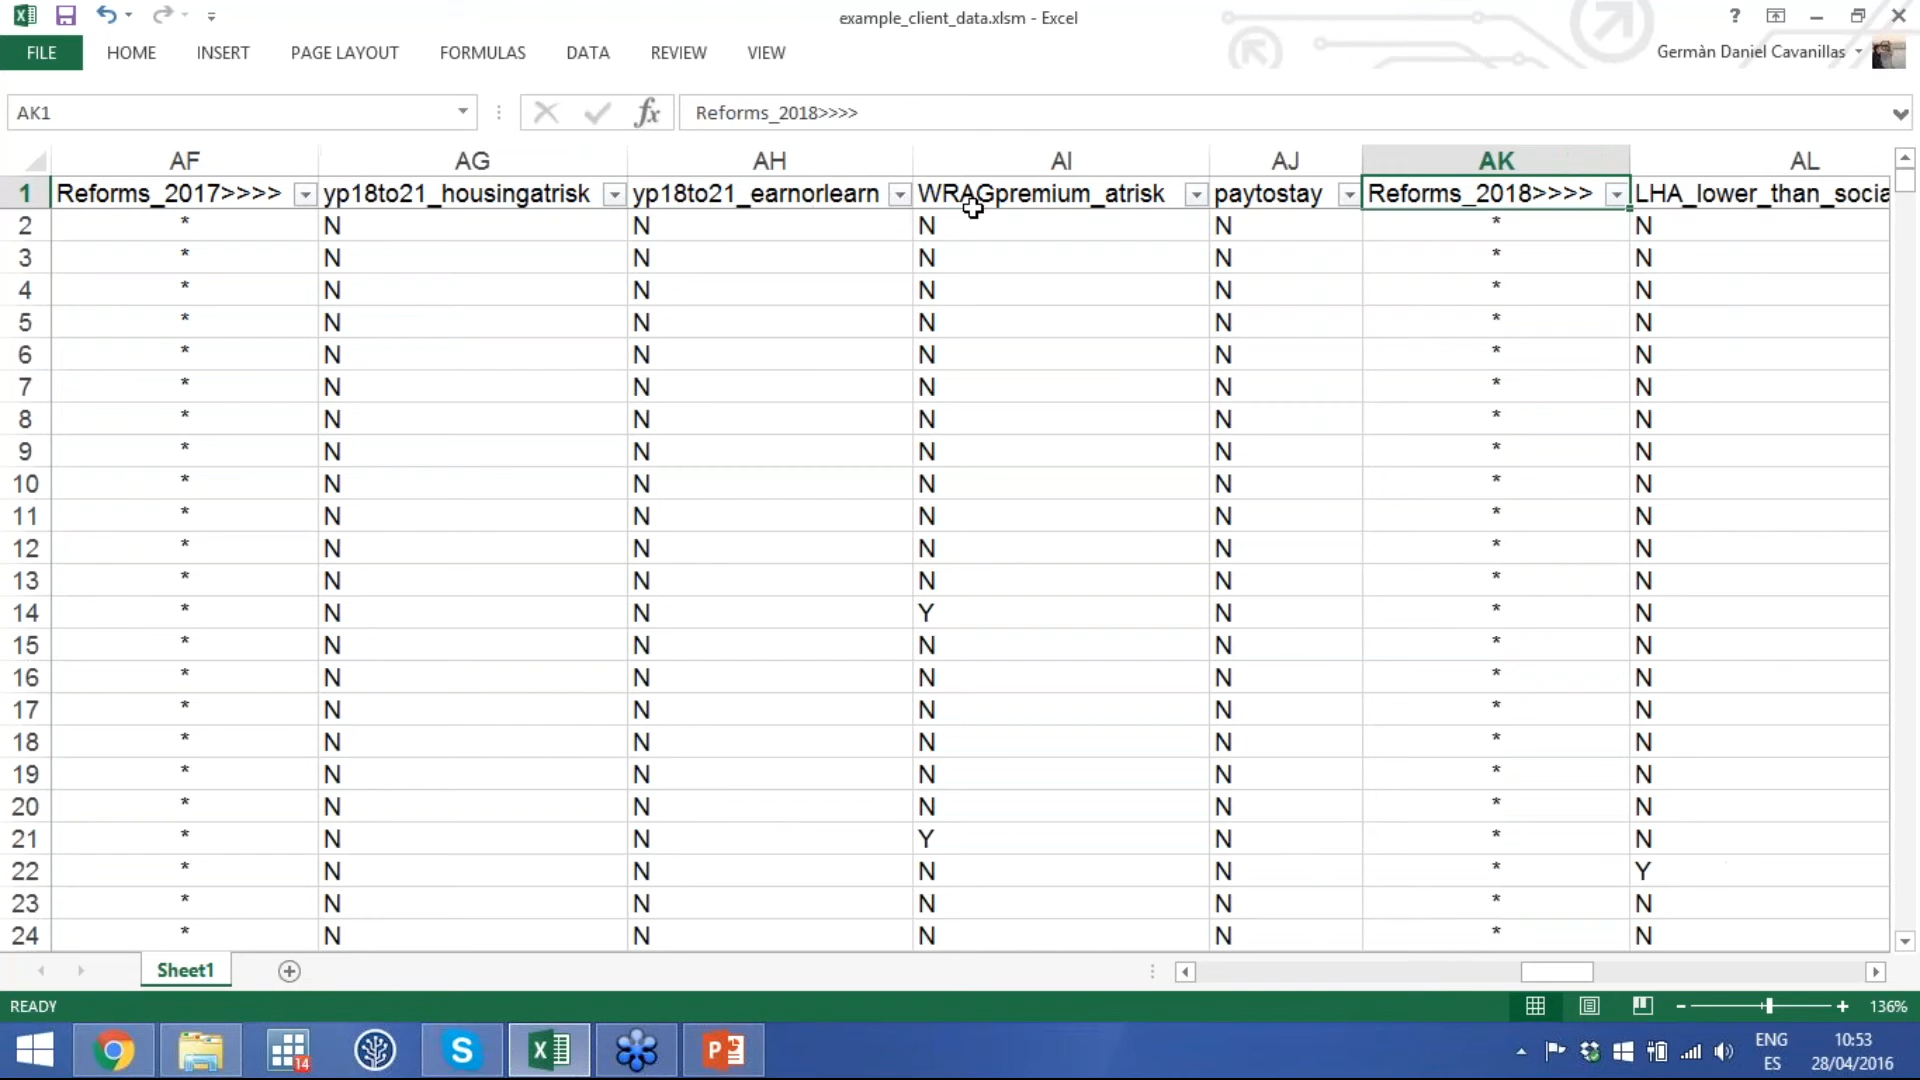 example_client_data.xlsm - Excel
?
FILE HOME INSERT PAGE LAYOUT FORMULAS DATA REVIEW VIEW
Germàn Daniel Cavanillas
AK1 fx Reforms_2018>>>>
AF AG AH AI AJ AK AL
1 Reforms_2017>>>> yp18to21_housingatrisk yp18to21_earnorlearn WRAGpremium_atrisk paytostay Reforms_2018>>>> LHA_lower_than_socia
2 * N N N N * N
3 * N N N N * N
4 * N N N N * N
5 * N N N N * N
6 * N N N N * N
7 * N N N N * N
8 * N N N N * N
9 * N N N N * N
10 * N N N N * N
11 * N N N N * N
12 * N N N N * N
13 * N N N N * N
14 * N N Y N * N
15 * N N N N * N
16 * N N N N * N
17 * N N N N * N
18 * N N N N * N
19 * N N N N * N
20 * N N N N * N
21 * N N Y N * N
22 * N N N N * Y
23 * N N N N * N
24 * N N N N * N
Sheet1
READY
136%
14
ENG 10:53
ES 28/04/2016